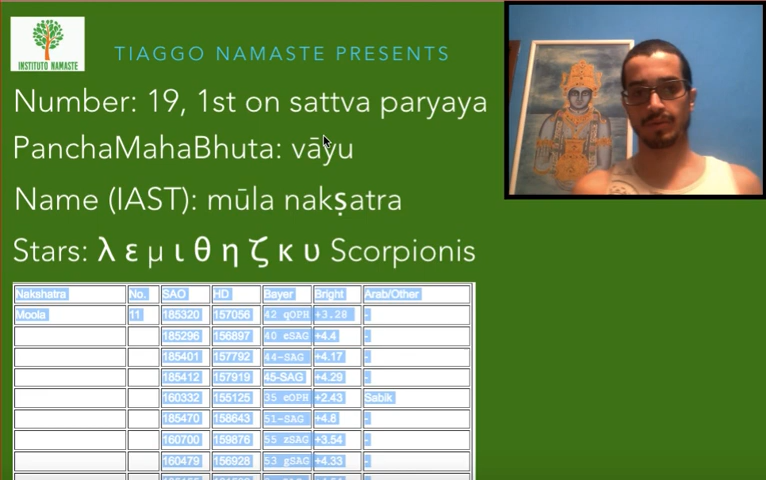 INSTITUTO NAMASTE
TIAGGO NAMASTE PRESENTS
Number: 19, 1st on sattva paryaya
PanchaMahaBhuta: vāyu
Name (IAST): mūla nakṣatra
Stars: λ ε μ ι θ η ζ κ υ Scorpionis
Nakshatra No. SAO HD Bayer Bright Arab/Other
Moola 11 185320 157056 42 qOPH +3.28 -
185296 156897 40 cSAG +4.4 -
185401 157792 44-SAG +4.17 -
185412 157919 45-SAG +4.29 -
160332 155125 35 cOPH +2.43 Sabik
185470 158643 51-SAG +4.8 -
160700 159876 55 zSAG +3.54 -
160479 156928 53 gSAG +4.33 -